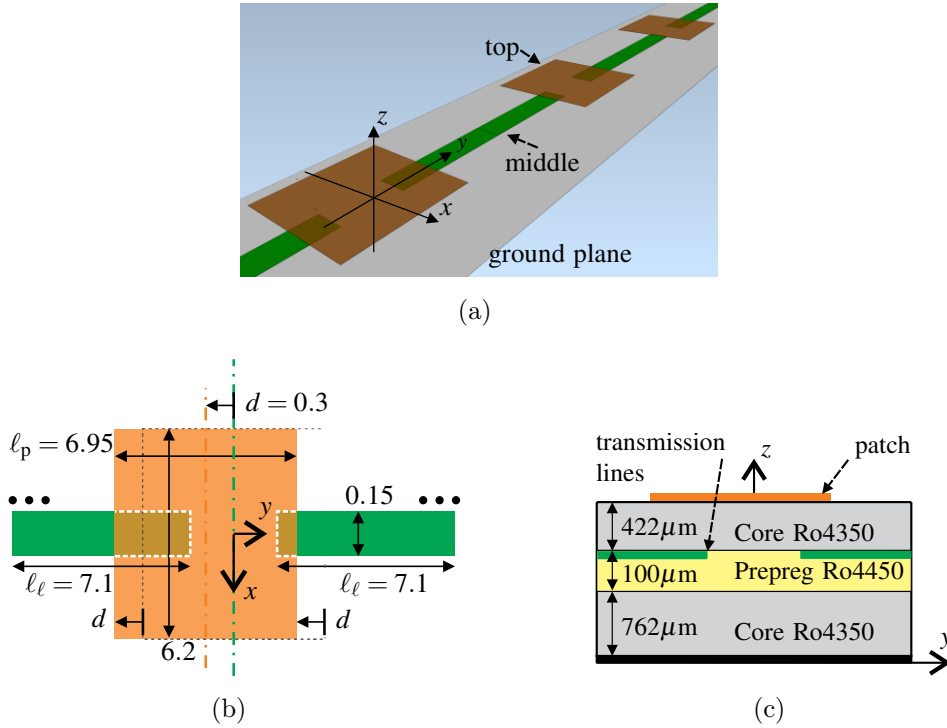 top
z
y
middle
x
ground plane
(a)
d = 0.3
ℓp = 6.95
0.15
y
ℓℓ = 7.1
x
ℓℓ = 7.1
d
d
6.2
(b)
transmission
lines
z
patch
422μm
Core Ro4350
100μm
Prepreg Ro4450
762μm
Core Ro4350
y
(c)